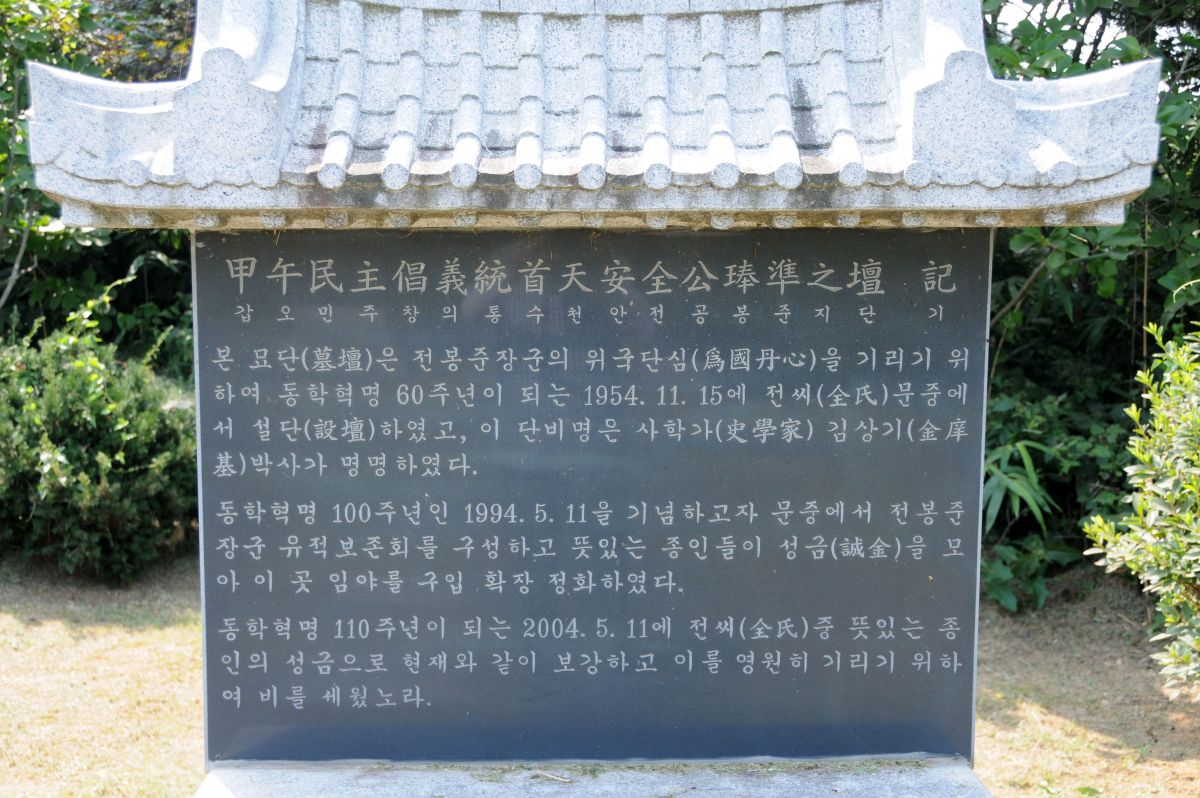 甲午民主倡義統首天安全公琫準之壇 記
갑오민주창의통수천안전공봉준지단 기
본 묘단(墓壇)은 전봉준장군의 위국단심(爲國丹心)을 기리기 위
하여 동학혁명 60주년이 되는 1954. 11. 15에 전씨(全氏)문중에
서 설단(設壇)하였고, 이 단비명은 사학가(史學家) 김상기(金庠
基)박사가 명명하였다.
동학혁명 100주년인 1994. 5. 11을 기념하고자 문중에서 전봉준
장군 유적보존회를 구성하고 뜻있는 종인들이 성금(誠金)을 모
아 이 곳 임야를 구입 확장 정화하였다.
동학혁명 110주년이 되는 2004. 5. 11에 전씨(全氏)중 뜻있는 종
인의 성금으로 현재와 같이 보강하고 이를 영원히 기리기 위하
여 비를 세웠노라.